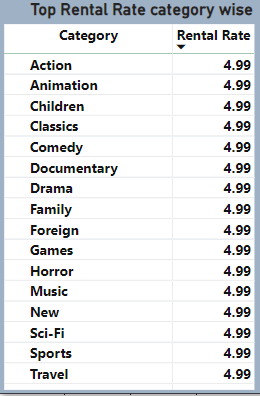 Top Rental Rate category wise
Category Rental Rate
Action 4.99
Animation 4.99
Children 4.99
Classics 4.99
Comedy 4.99
Documentary 4.99
Drama 4.99
Family 4.99
Foreign 4.99
Games 4.99
Horror 4.99
Music 4.99
New 4.99
Sci-Fi 4.99
Sports 4.99
Travel 4.99